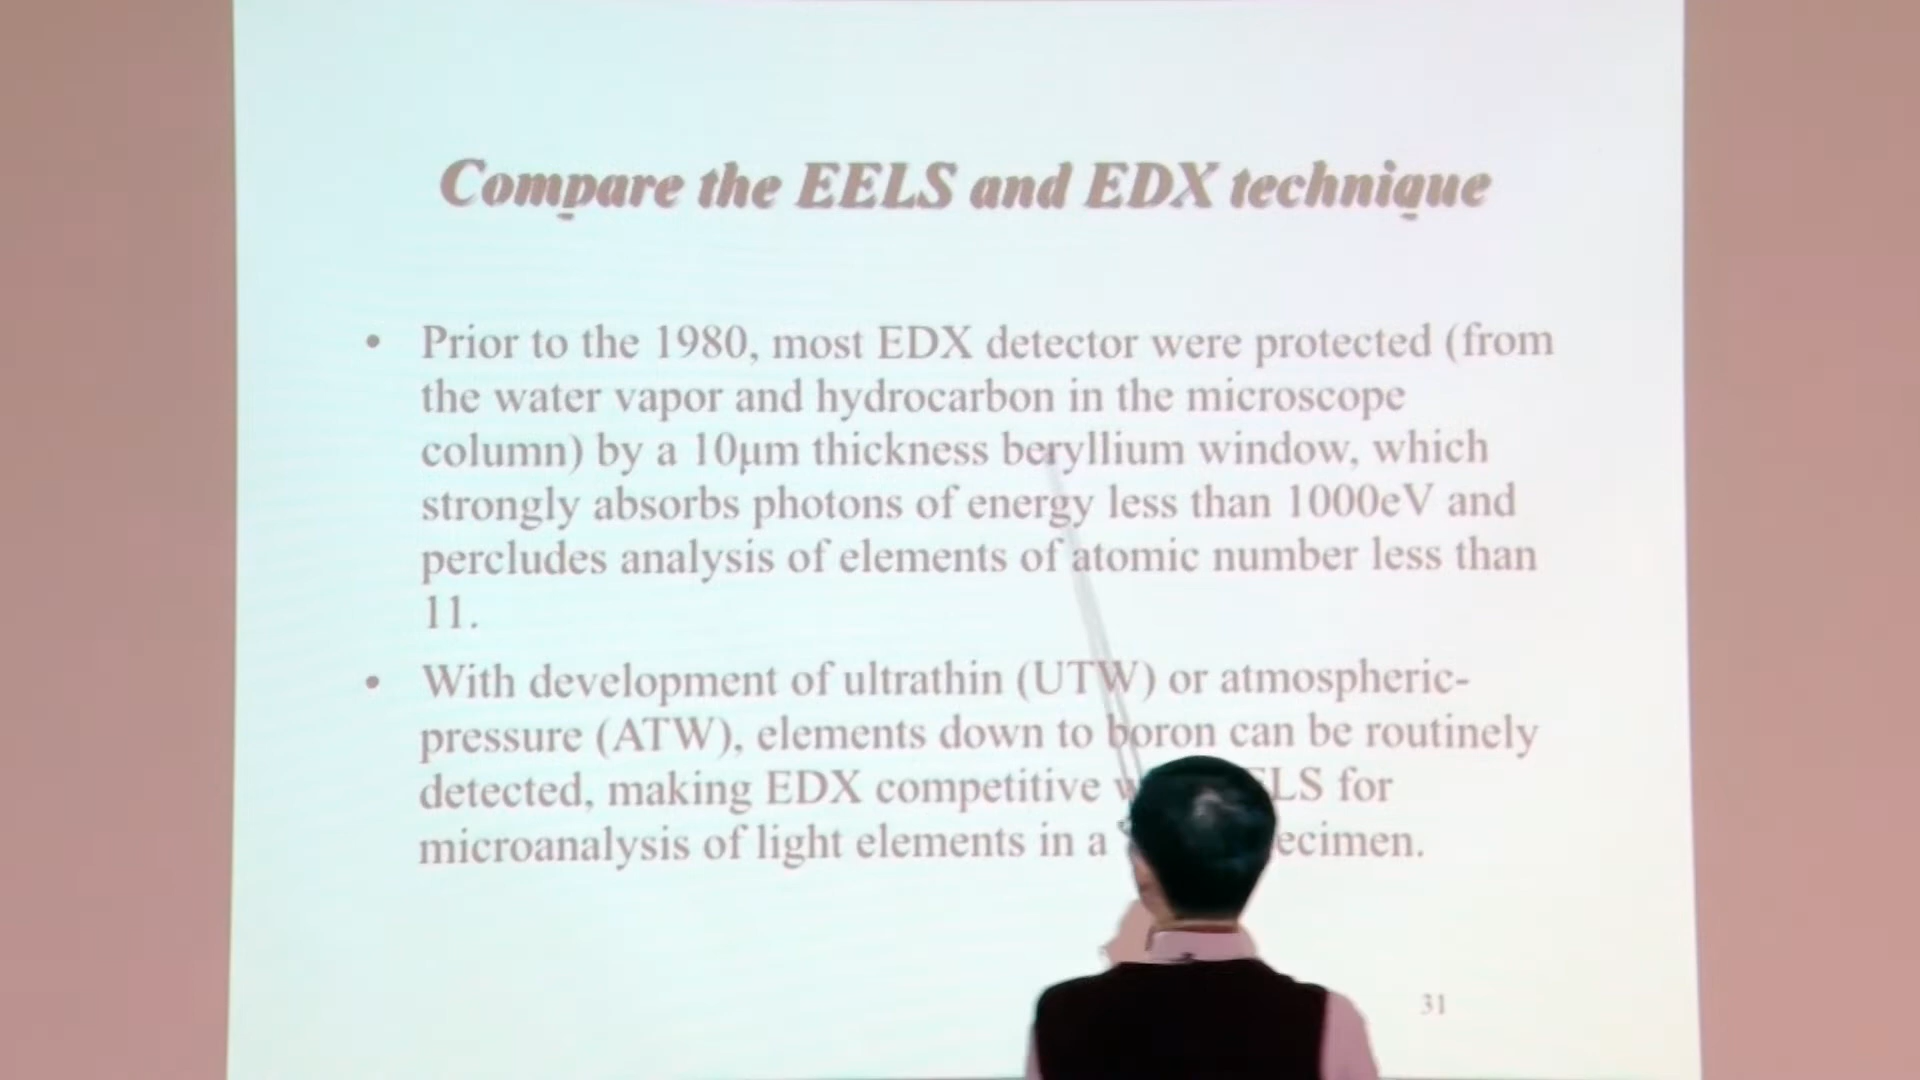 Compare the EELS and EDX technique
• Prior to the 1980, most EDX detector were protected (from
the water vapor and hydrocarbon in the microscope
column) by a 10μm thickness beryllium window, which
strongly absorbs photons of energy less than 1000eV and
percludes analysis of elements of atomic number less than
11.
• With development of ultrathin (UTW) or atmospheric-
pressure (ATW), elements down to boron can be routinely
detected, making EDX competitive for
microanalysis of light elements in a
31